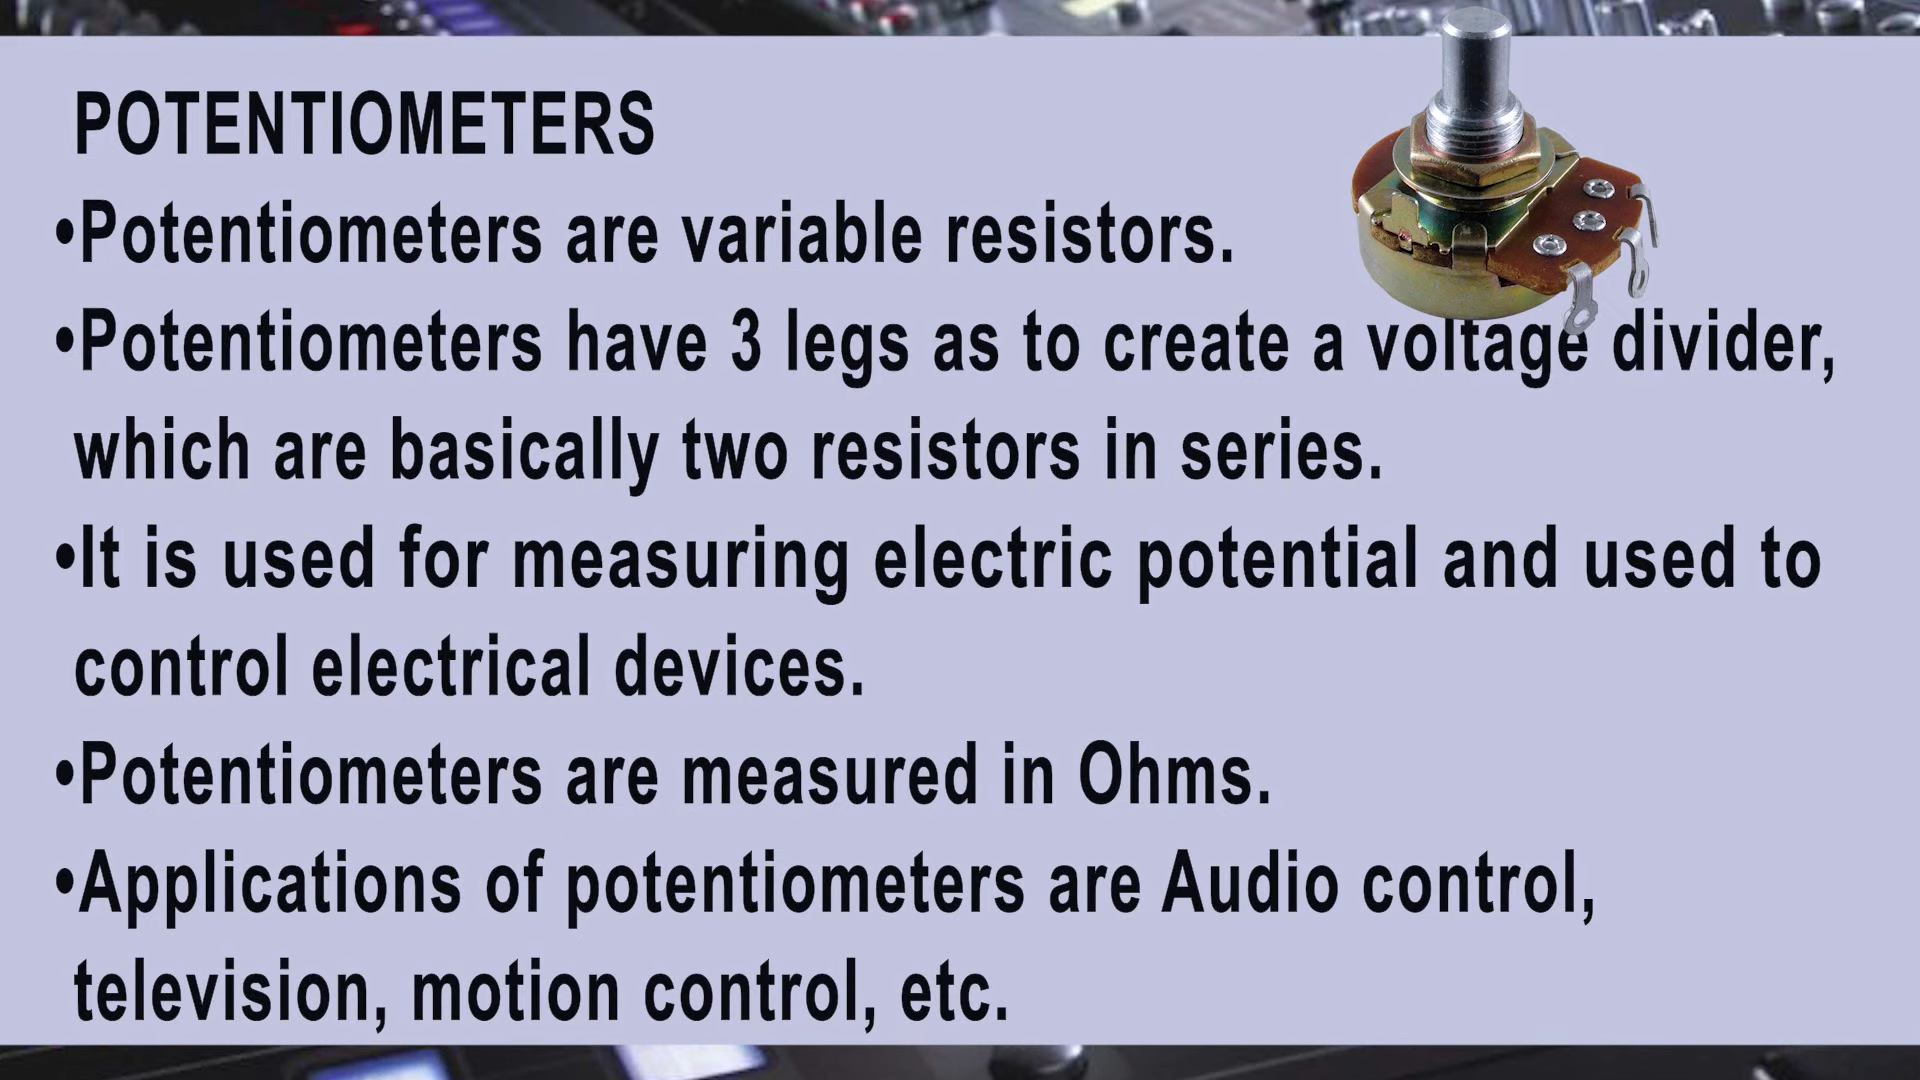 POTENTIOMETERS
•Potentiometers are variable resistors.
•Potentiometers have 3 legs as to create a voltage divider,
which are basically two resistors in series.
•It is used for measuring electric potential and used to
control electrical devices.
•Potentiometers are measured in Ohms.
•Applications of potentiometers are Audio control,
television, motion control, etc.